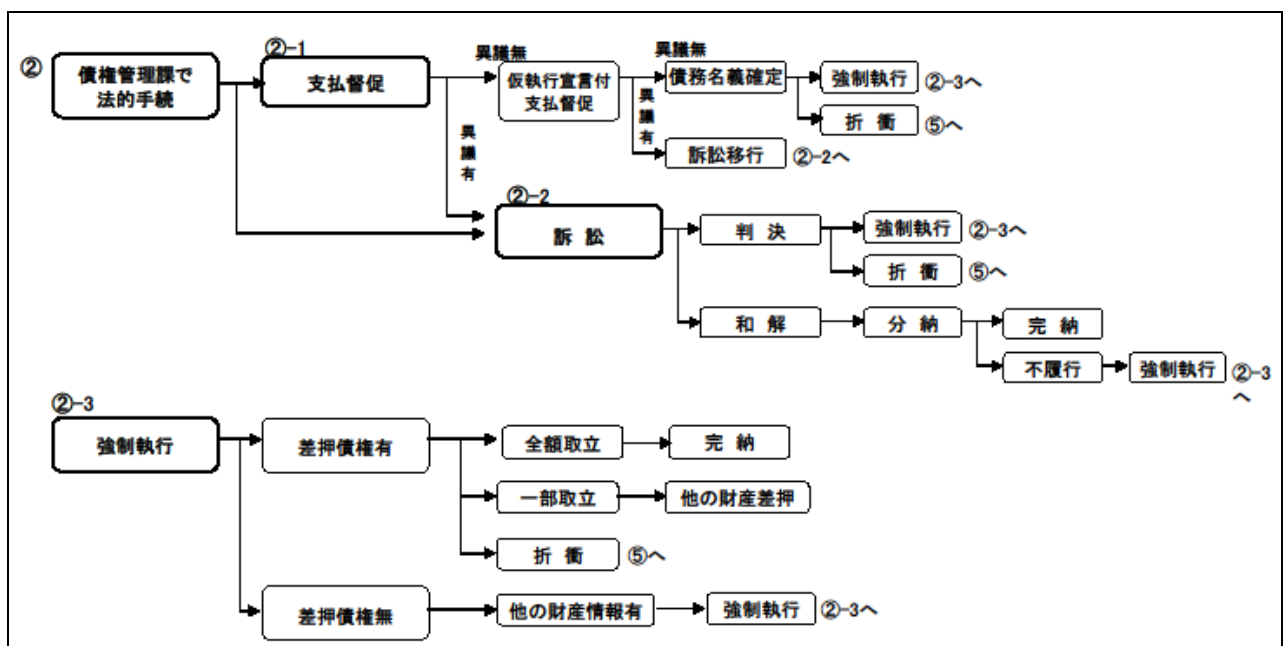 ②
債権管理課で
法的手続
②-1
支払督促
異議無
仮執行宣言付
支払督促
異議無
債務名義確定
強制執行
②-3へ
折 衝
⑤へ
異
議
有
訴訟移行
②-2へ
異
議
有
②-2
訴 訟
判 決
強制執行
②-3へ
折 衝
⑤へ
和 解
分 納
完 納
不履行
強制執行
②-3
へ
②-3
強制執行
差押債権有
全額取立
完 納
一部取立
他の財産差押
折 衝
⑤へ
差押債権無
他の財産情報有
強制執行
②-3へ